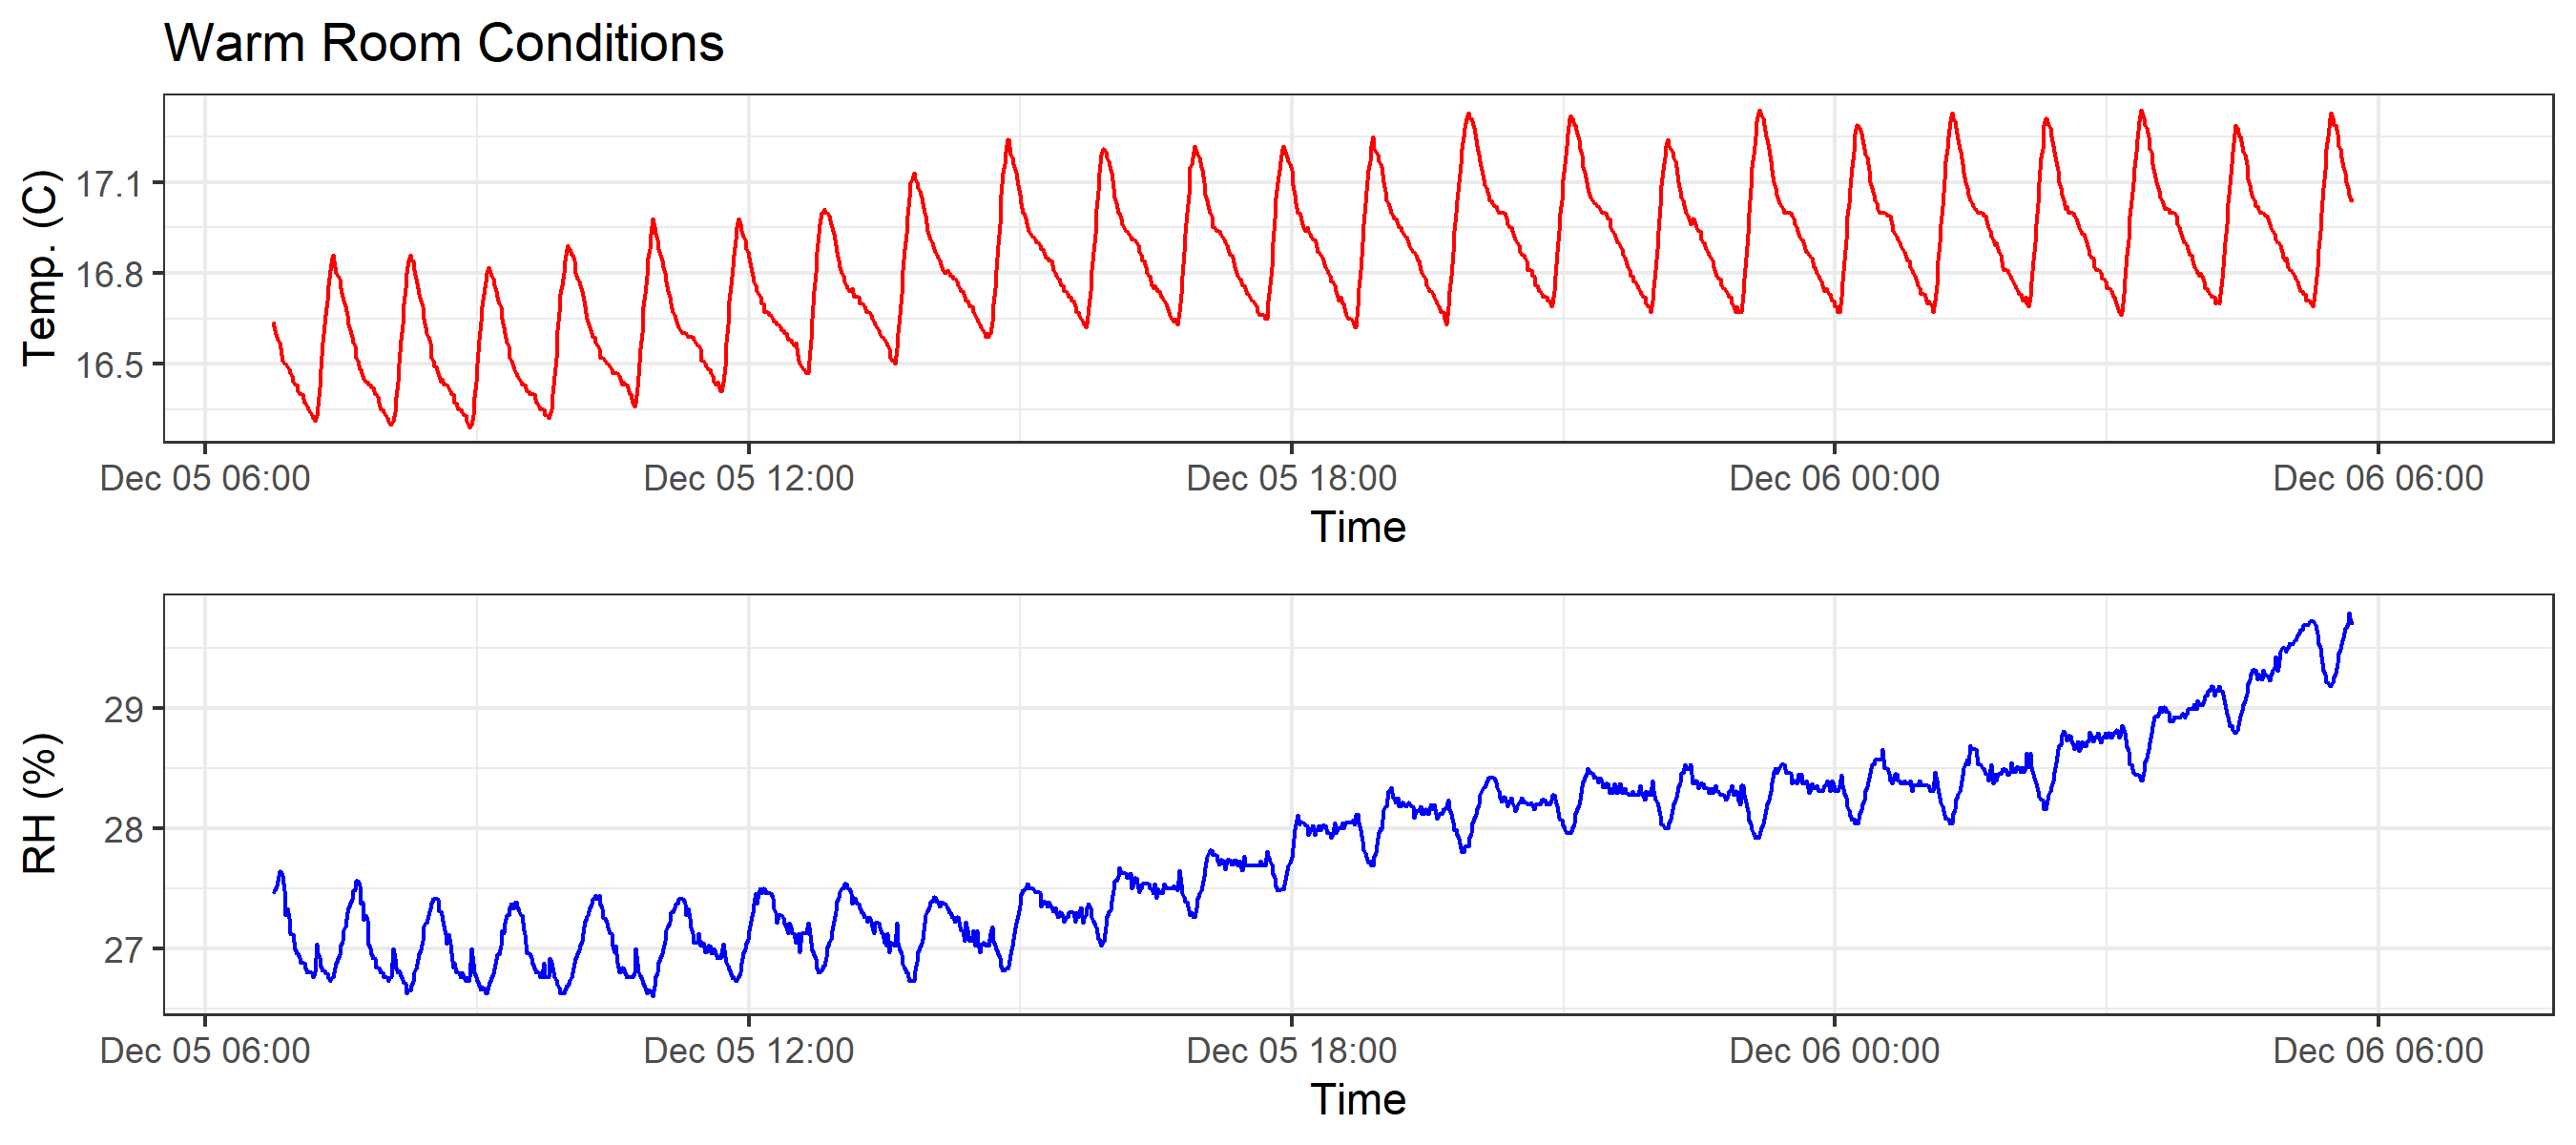 Warm Room Conditions
Temp. (C)
17.1
16.8
16.5
Dec 05 06:00 Dec 05 12:00 Dec 05 18:00 Dec 06 00:00 Dec 06 06:00
Time
RH (%)
29
28
27
Dec 05 06:00 Dec 05 12:00 Dec 05 18:00 Dec 06 00:00 Dec 06 06:00
Time